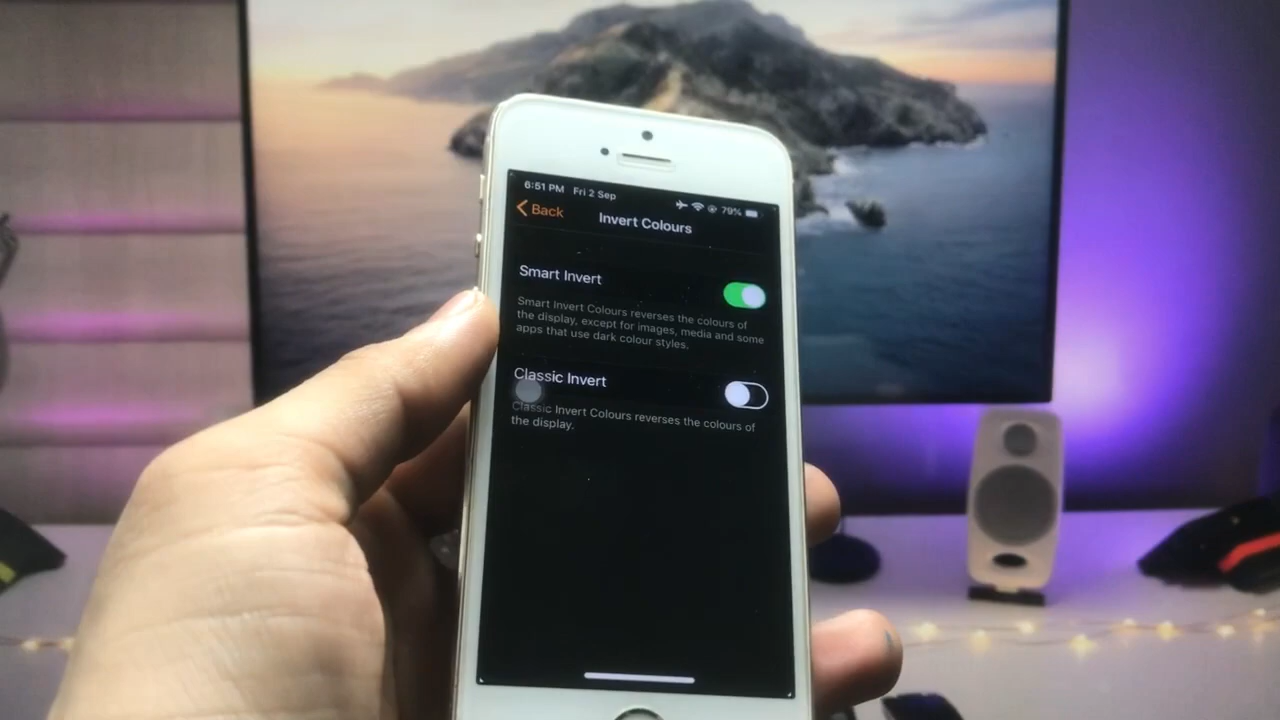 6:51 PM Fri 2 Sep 79%
Back Invert Colours
Smart Invert
Smart Invert Colours reverses the colours of
the display, except for images, media and some
apps that use dark colour styles.
Classic Invert
Classic Invert Colours reverses the colours of
the display.